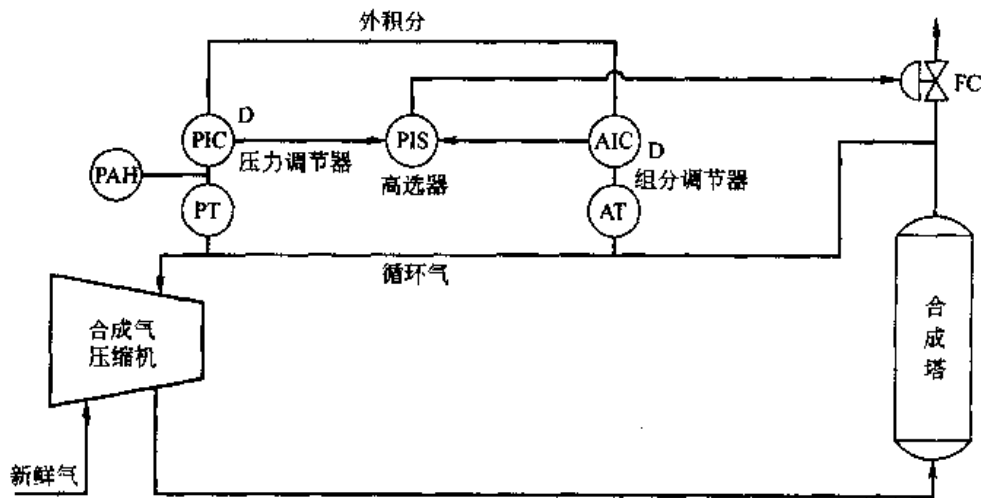 外积分
FC
PIC
D
PIS
AIC
D
压力调节器
高选器
组分调节器
PAH
PT
AT
循环气
合成气
压缩机
合
成
塔
新鲜气